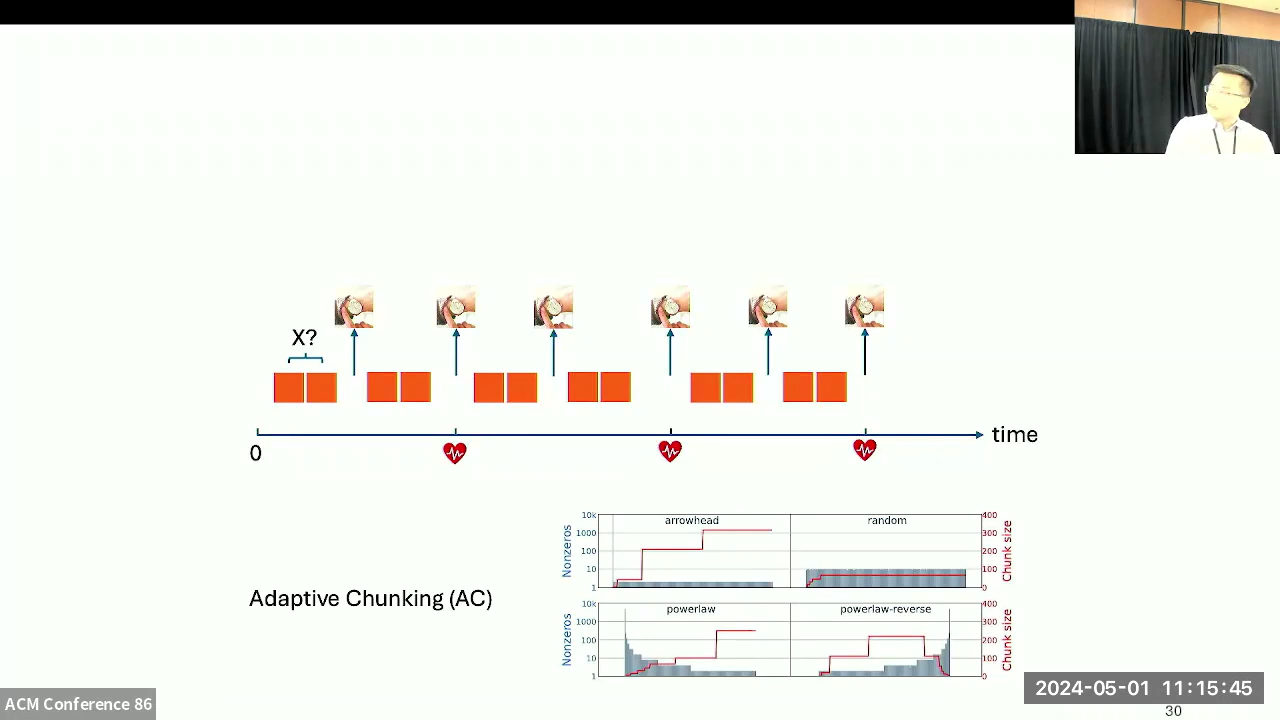 X?
0
time
Adaptive Chunking (AC)
arrowhead
random
10k
1000
100
10
1
Nonzeros
400
300
200
100
0
Chunk size
powerlaw
powerlaw-reverse
10k
1000
100
10
1
Nonzeros
400
300
200
100
0
Chunk size
2024-05-01 11:15:45
ACM Conference 86
30